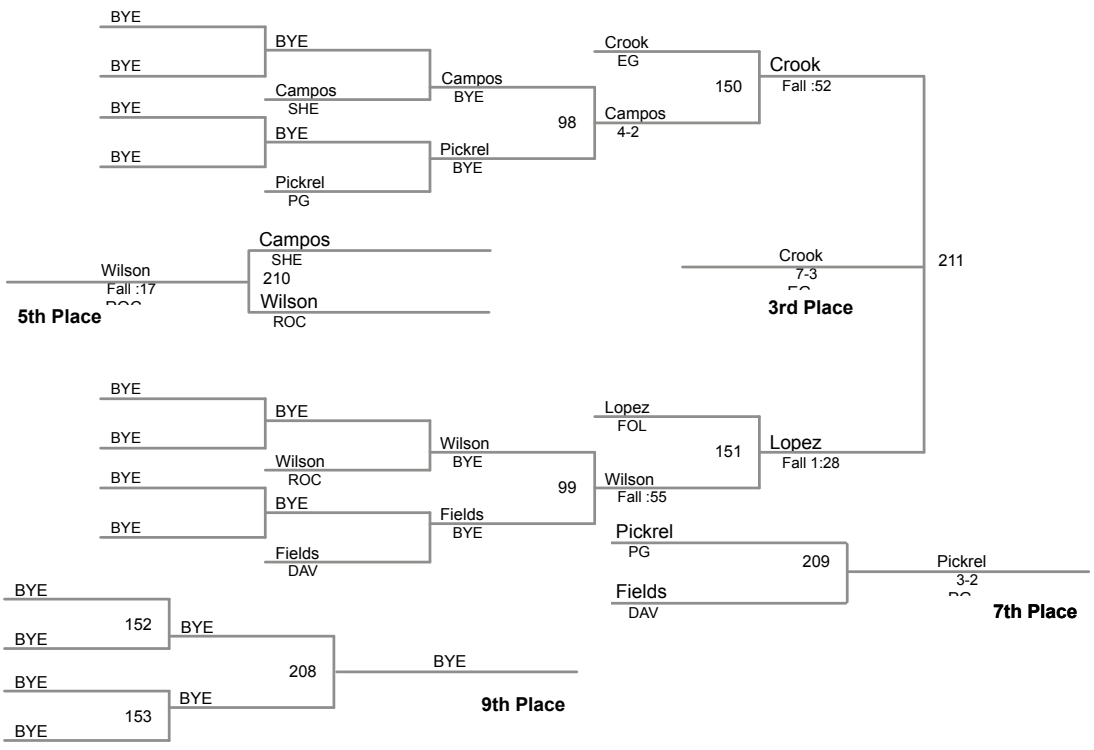 BYE
BYE
BYE
Campos
SHE
Campos
BYE
BYE
BYE
BYE
Pickrel
PG
Pickrel
BYE
98
Crook
EG
Campos
4-2
150
Crook
Fall :52
211
Crook
7-3
3rd Place
Campos
SHE
210
Wilson
ROC
Wilson
Fall :17
5th Place
BYE
BYE
BYE
Wilson
ROC
Wilson
BYE
BYE
BYE
BYE
Fields
DAV
Fields
BYE
99
Lopez
FOL
Wilson
Fall :55
151
Lopez
Fall 1:28
Pickrel
PG
209
Fields
DAV
Pickrel
3-2
7th Place
BYE
152
BYE
BYE
BYE
153
BYE
BYE
208
BYE
9th Place